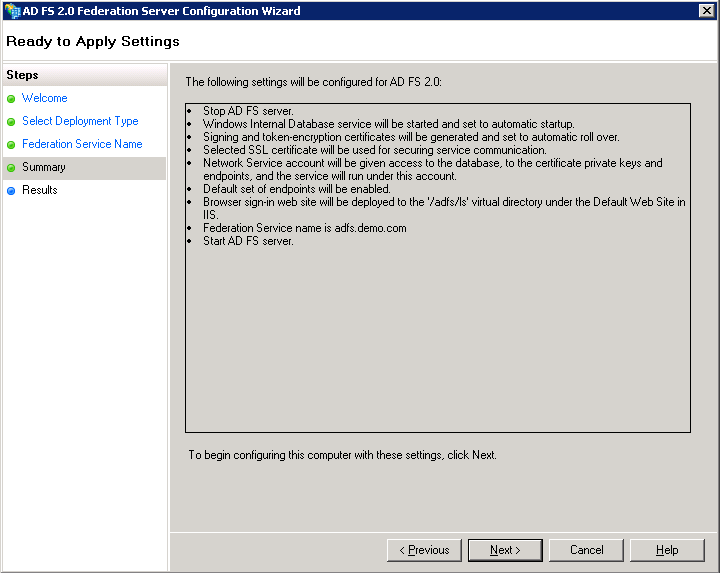 AD FS 2.0 Federation Server Configuration Wizard
Ready to Apply Settings
Steps
Welcome
Select Deployment Type
Federation Service Name
Summary
Results
The following settings will be configured for AD FS 2.0:
• Stop AD FS server.
• Windows Internal Database service will be started and set to automatic startup.
• Signing and token-encryption certificates will be generated and set to automatic roll over.
• Selected SSL certificate will be used for securing service communication.
• Network Service account will be given access to the database, to the certificate private keys and
endpoints, and the service will run under this account.
• Default set of endpoints will be enabled.
• Browser sign-in web site will be deployed to the '/adfs/ls' virtual directory under the Default Web Site in
IIS.
• Federation Service name is adfs.demo.com
• Start AD FS server.
To begin configuring this computer with these settings, click Next.
< Previous
Next >
Cancel
Help